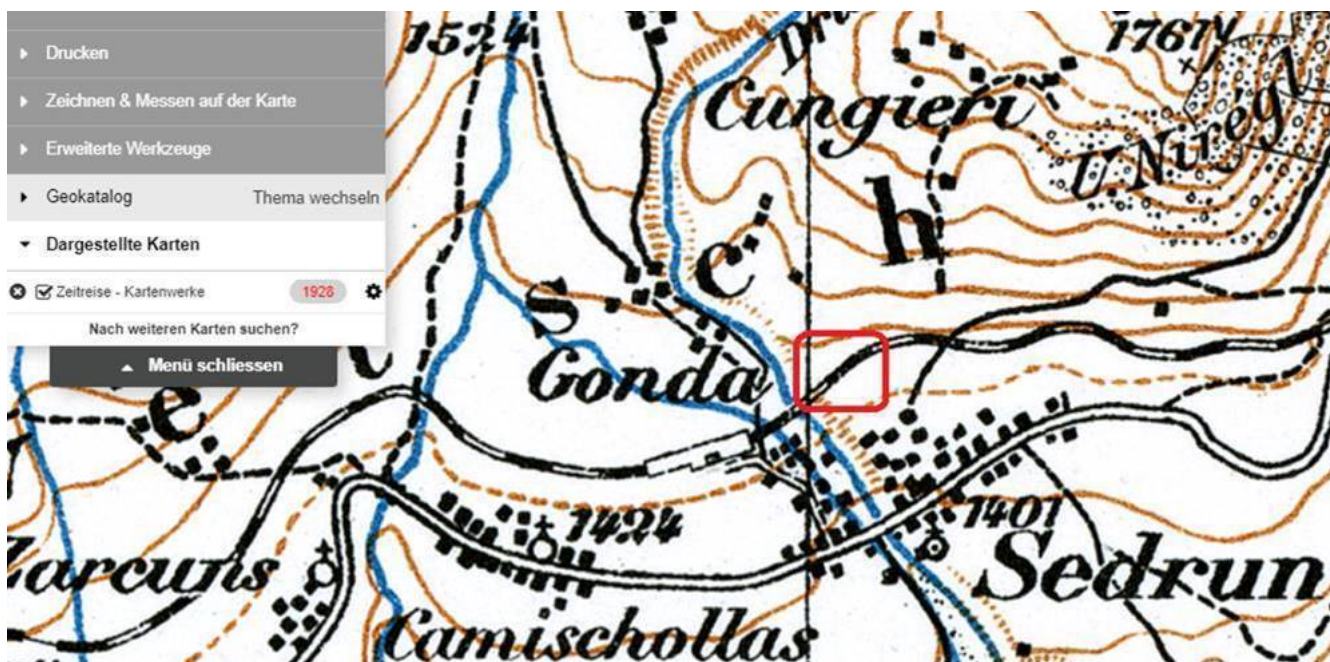 Drucken
Zeichnen & Messen auf der Karte
Erweiterte Werkzeuge
Geokatalog Thema wechseln
Dargestellte Karten
Zeitreise - Kartenwerke 1928
Nach weiteren Karten suchen?
Menü schliessen
1524
1761
Cungieri
h
c
s
Gonda
e
1424
1401
Zarcuns
Sedrun
Camischollas